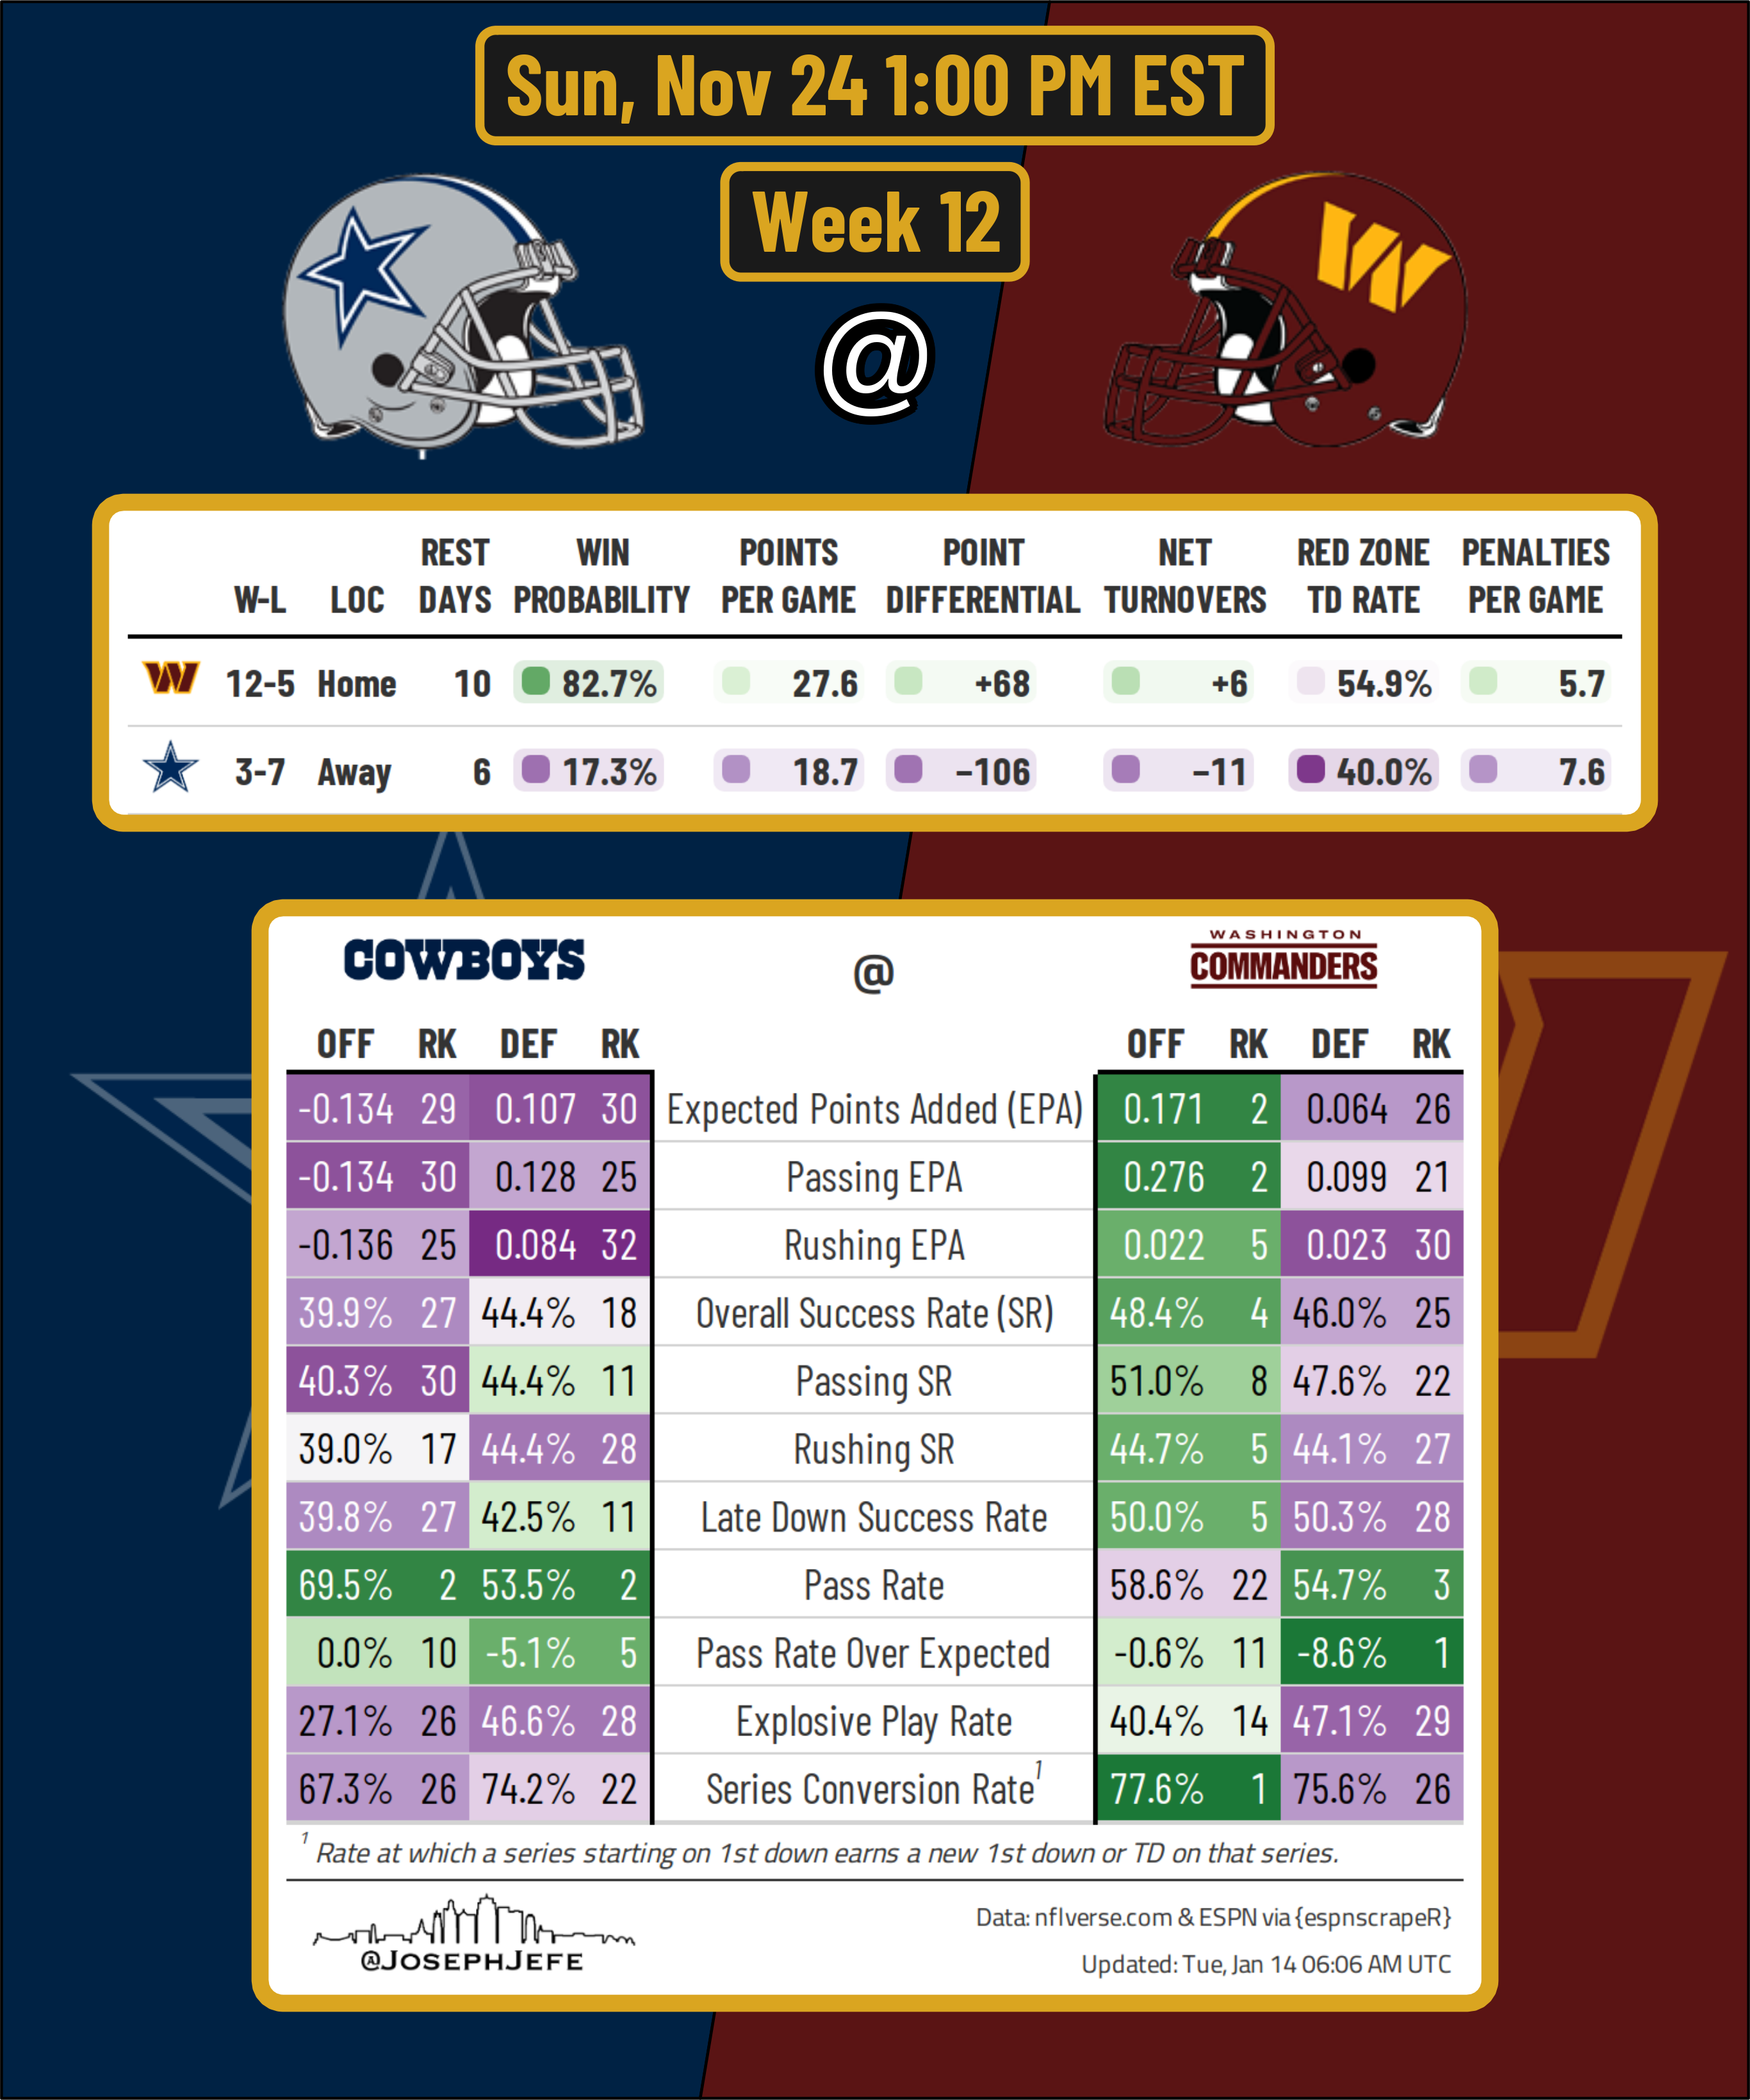 Sun, Nov 24 1:00 PM EST
Week 12
@
W
REST WIN POINTS POINT NET RED ZONE PENALTIES
W-L LOC DAYS PROBABILITY PER GAME DIFFERENTIAL TURNOVERS TD RATE PER GAME
W 12-5 Home 10 82.7% 27.6 +68 +6 54.9% 5.7
3-7 Away 6 17.3% 18.7 −106 −11 40.0% 7.6
WASHINGTON
COWBOYS @ COMMANDERS
OFF RK DEF RK OFF RK DEF RK
-0.134 29 0.107 30 Expected Points Added (EPA) 0.171 2 0.064 26
-0.134 30 0.128 25 Passing EPA 0.276 2 0.099 21
-0.136 25 0.084 32 Rushing EPA 0.022 5 0.023 30
39.9% 27 44.4% 18 Overall Success Rate (SR) 48.4% 4 46.0% 25
40.3% 30 44.4% 11 Passing SR 51.0% 8 47.6% 22
39.0% 17 44.4% 28 Rushing SR 44.7% 5 44.1% 27
39.8% 27 42.5% 11 Late Down Success Rate 50.0% 5 50.3% 28
69.5% 2 53.5% 2 Pass Rate 58.6% 22 54.7% 3
0.0% 10 -5.1% 5 Pass Rate Over Expected -0.6% 11 -8.6% 1
27.1% 26 46.6% 28 Explosive Play Rate 40.4% 14 47.1% 29
67.3% 26 74.2% 22 Series Conversion Rate¹ 77.6% 1 75.6% 26
¹ Rate at which a series starting on 1st down earns a new 1st down or TD on that series.
@JOSEPHJEFE
Data: nflverse.com & ESPN via {espnscrapeR}
Updated: Tue, Jan 14 06:06 AM UTC